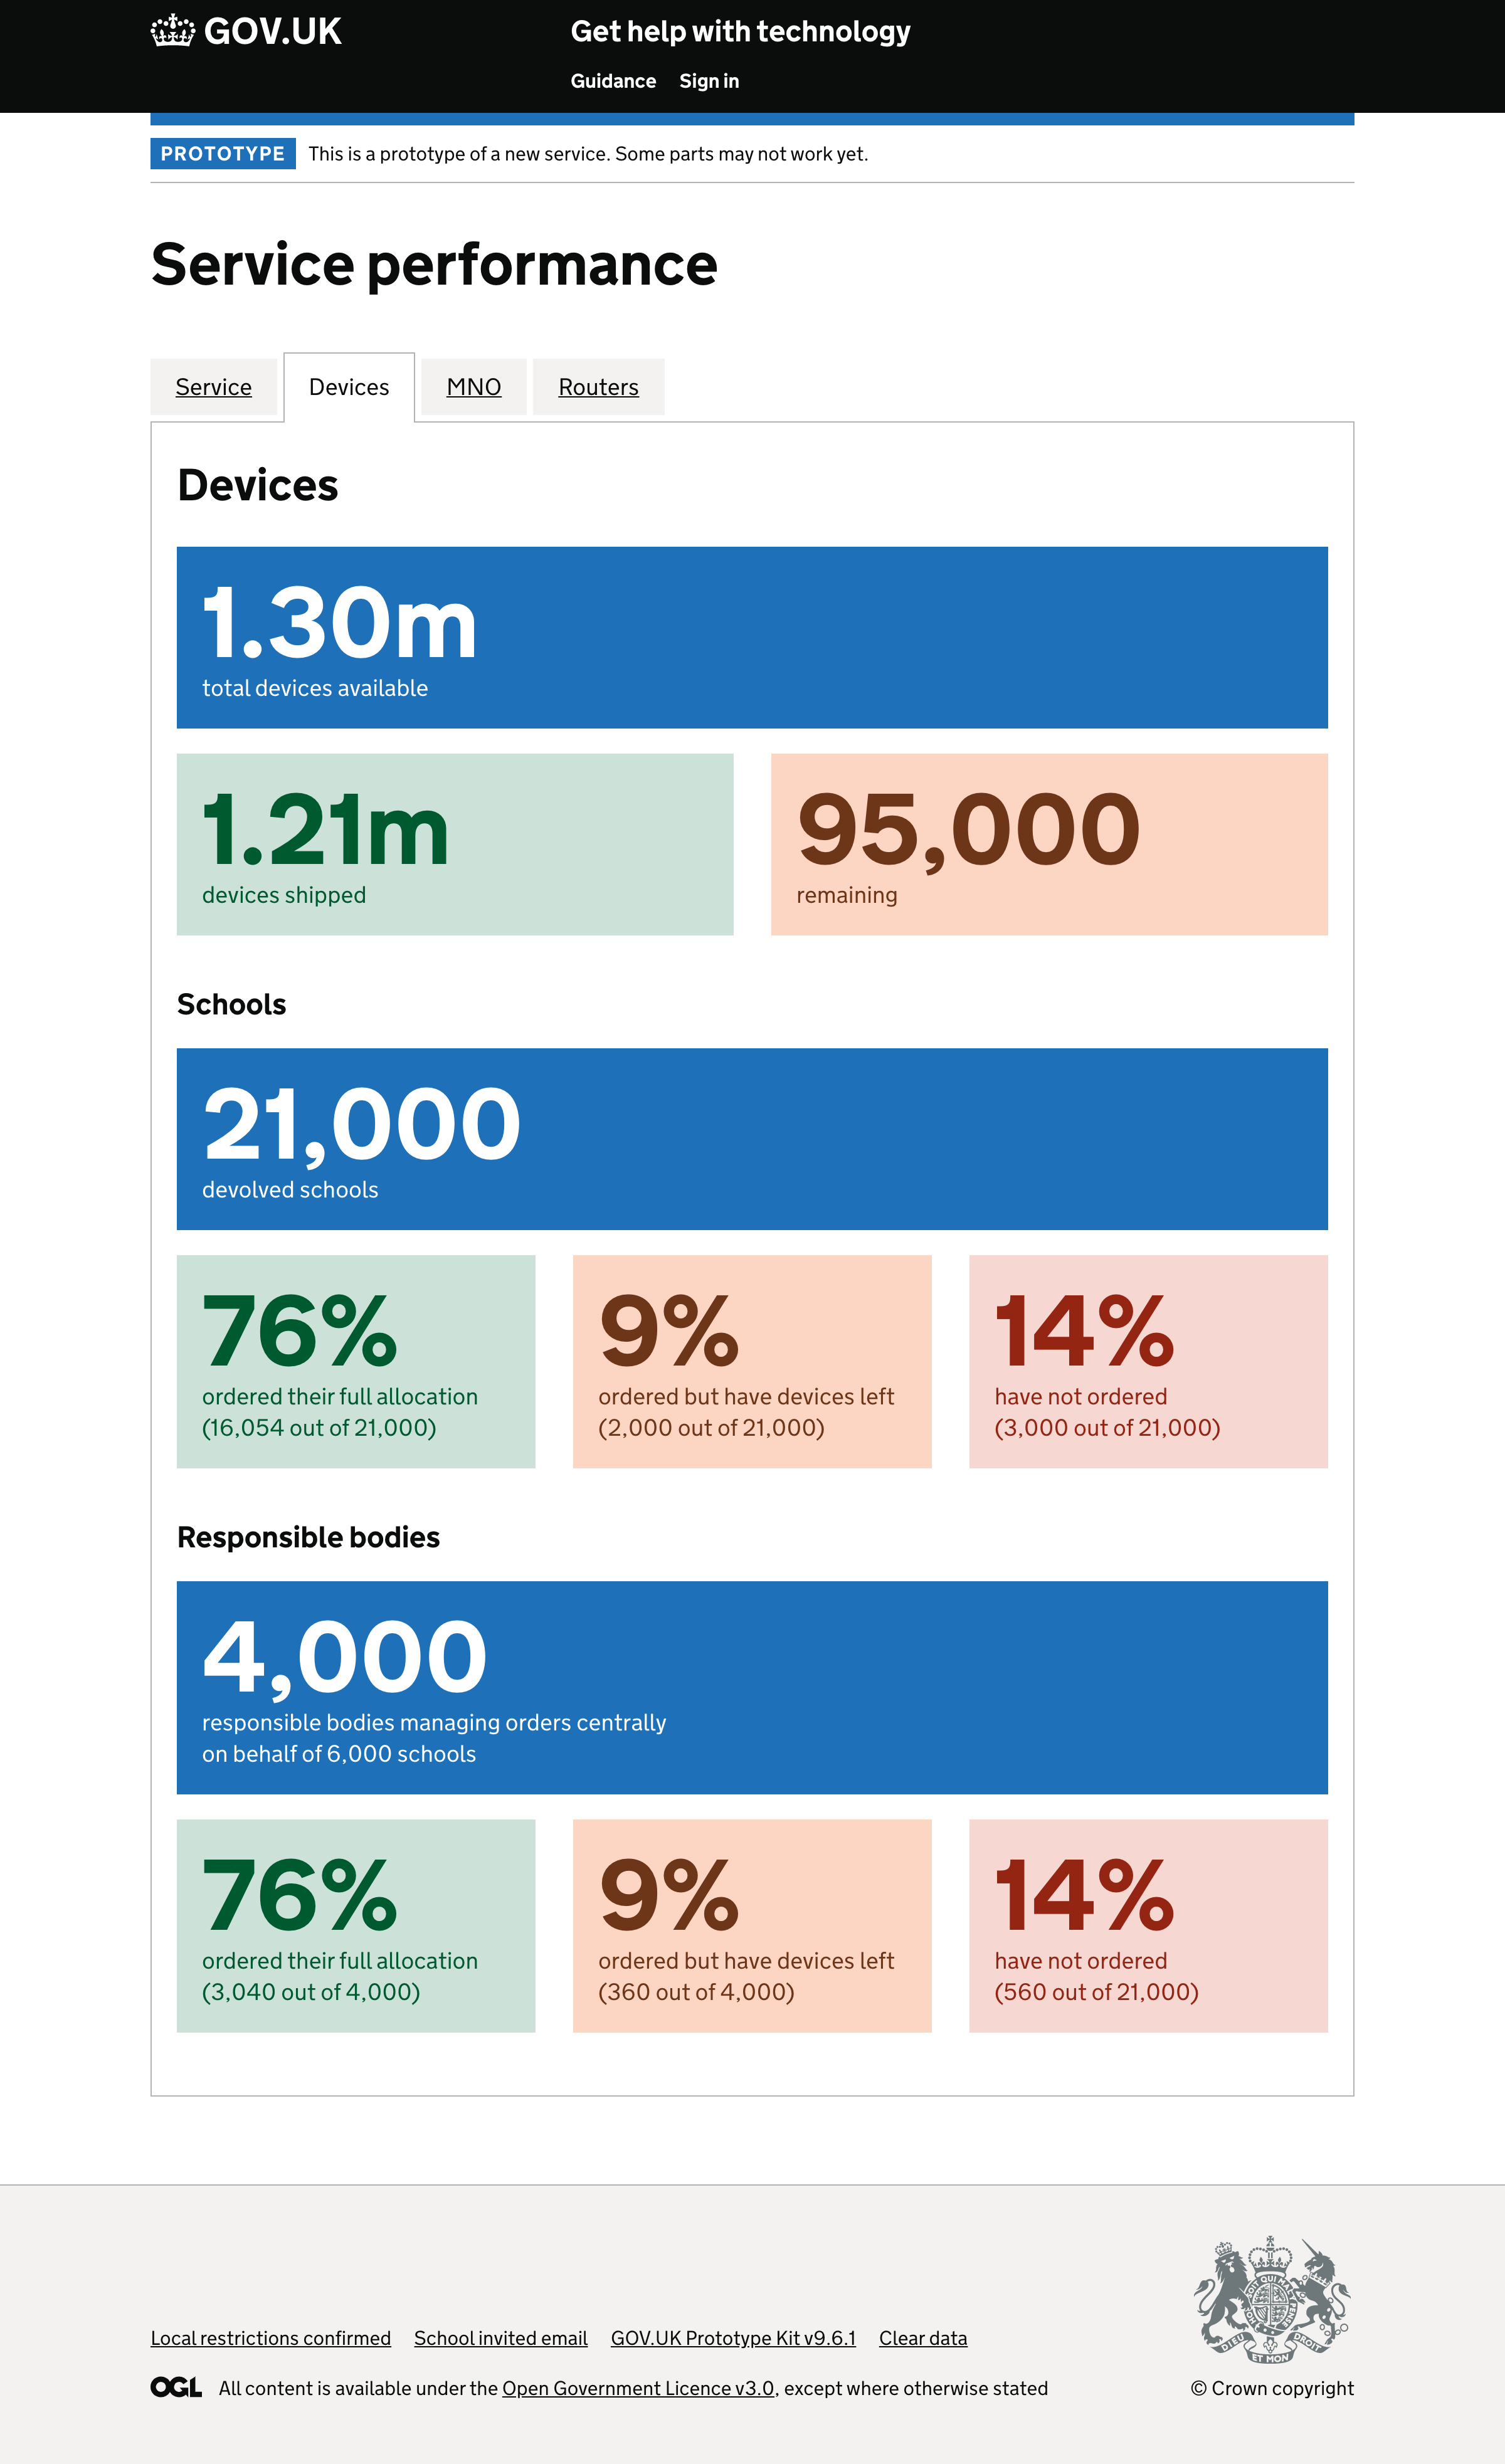 GOV.UK
Get help with technology
Guidance Sign in
PROTOTYPE This is a prototype of a new service. Some parts may not work yet.
Service performance
Service Devices MNO Routers
Devices
1.30m
total devices available
1.21m
devices shipped
95,000
remaining
Schools
21,000
devolved schools
76%
ordered their full allocation
(16,054 out of 21,000)
9%
ordered but have devices left
(2,000 out of 21,000)
14%
have not ordered
(3,000 out of 21,000)
Responsible bodies
4,000
responsible bodies managing orders centrally
on behalf of 6,000 schools
76%
ordered their full allocation
(3,040 out of 4,000)
9%
ordered but have devices left
(360 out of 4,000)
14%
have not ordered
(560 out of 21,000)
Local restrictions confirmed School invited email GOV.UK Prototype Kit v9.6.1 Clear data
OGL All content is available under the Open Government Licence v3.0, except where otherwise stated
DIEU ET MON DROIT
© Crown copyright